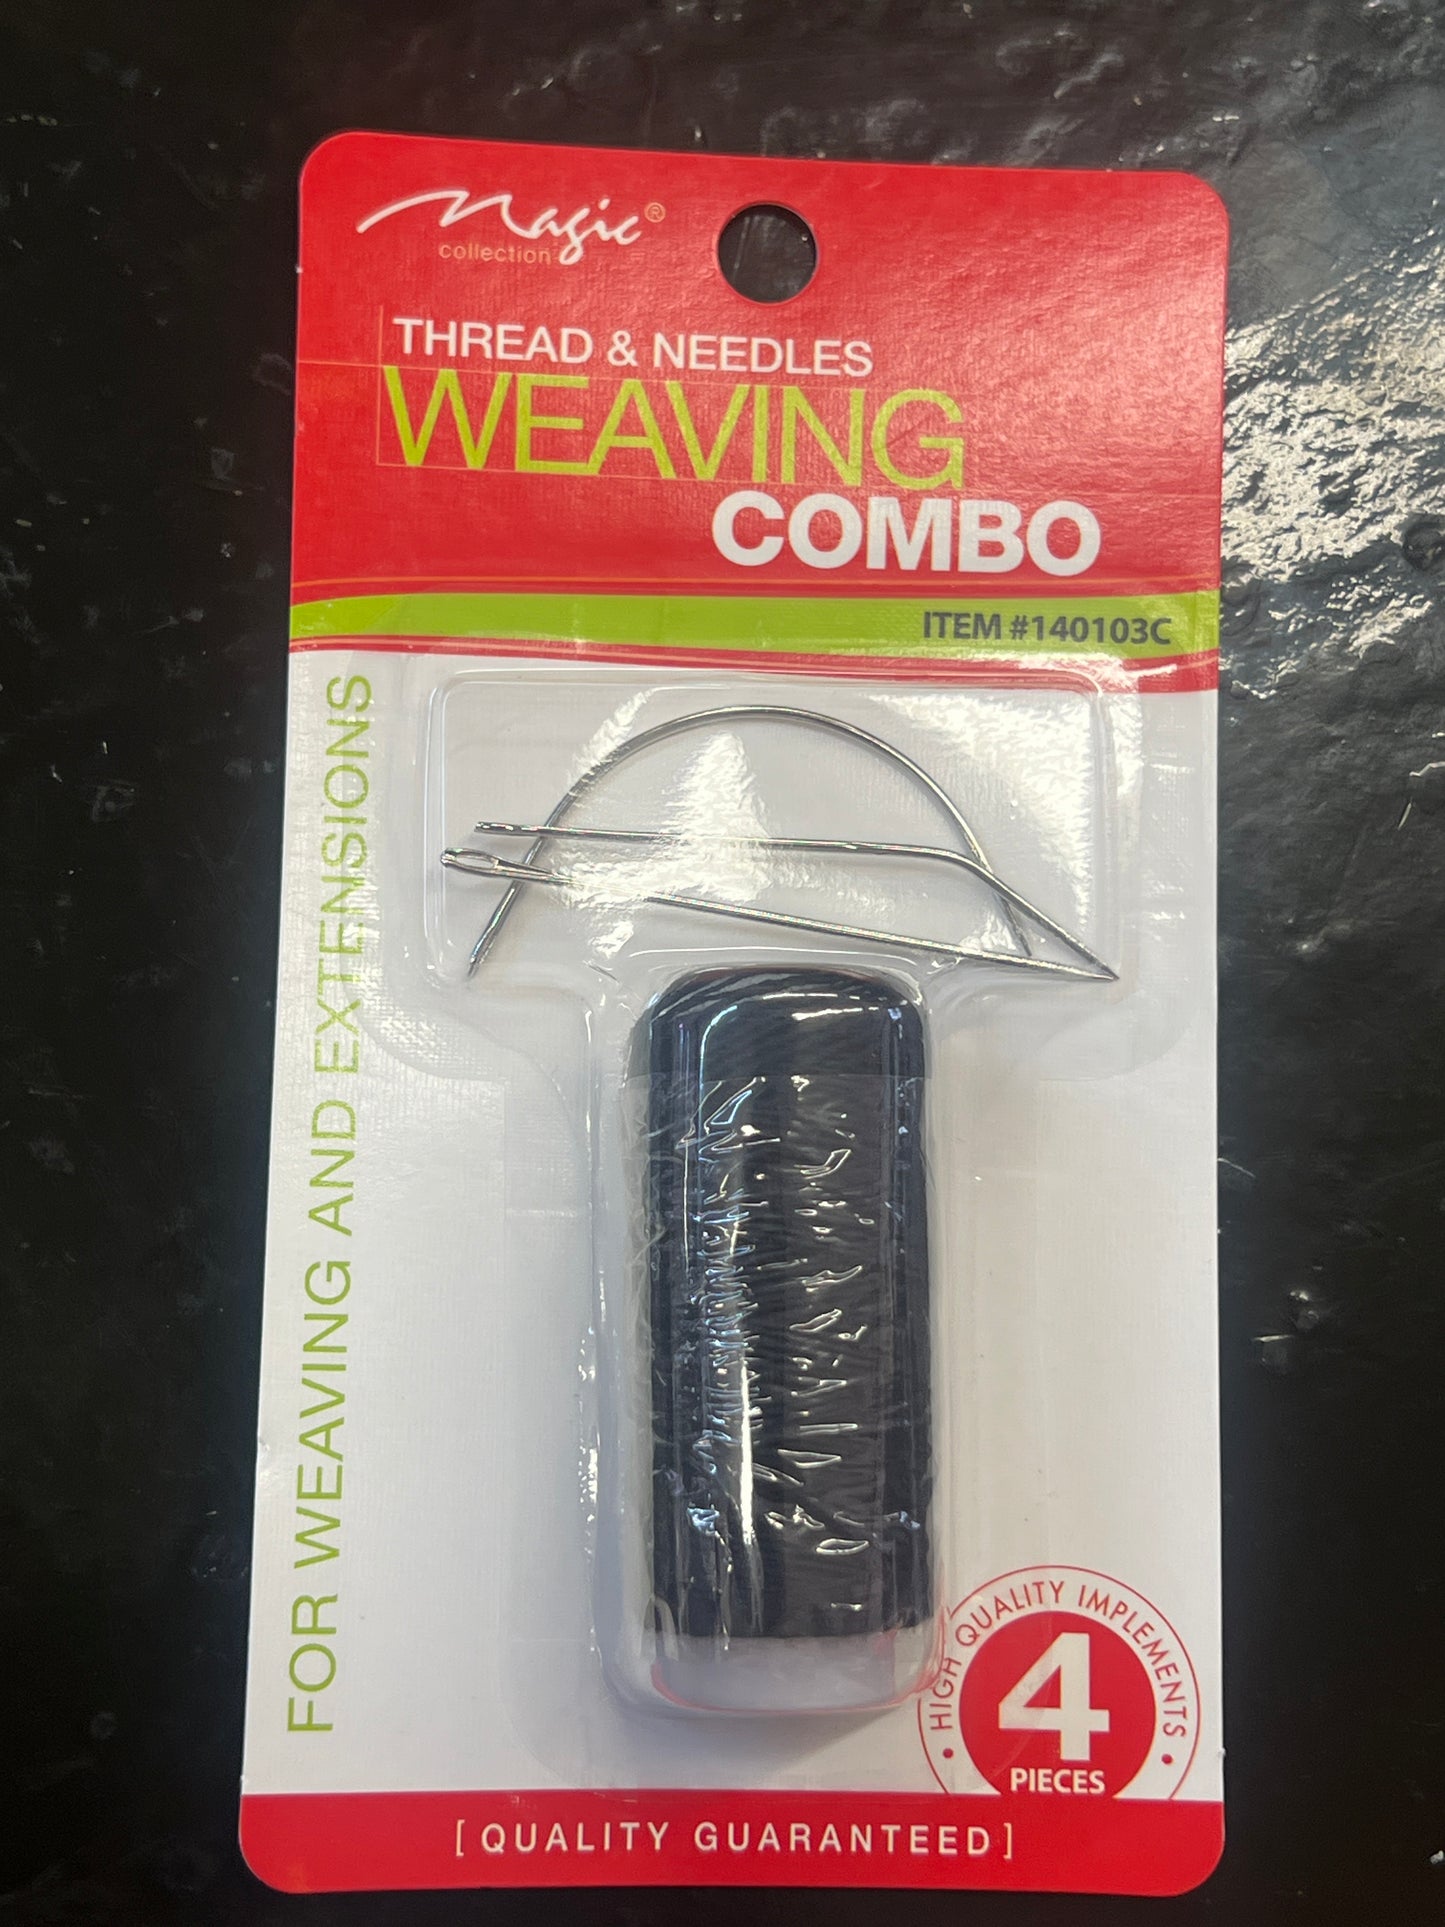 Magic®
collection
THREAD & NEEDLES
WEAVING
COMBO
ITEM #140103C
FOR WEAVING AND EXTENSIONS
• HIGH QUALITY IMPLEMENTS •
4
PIECES
[ QUALITY GUARANTEED ]